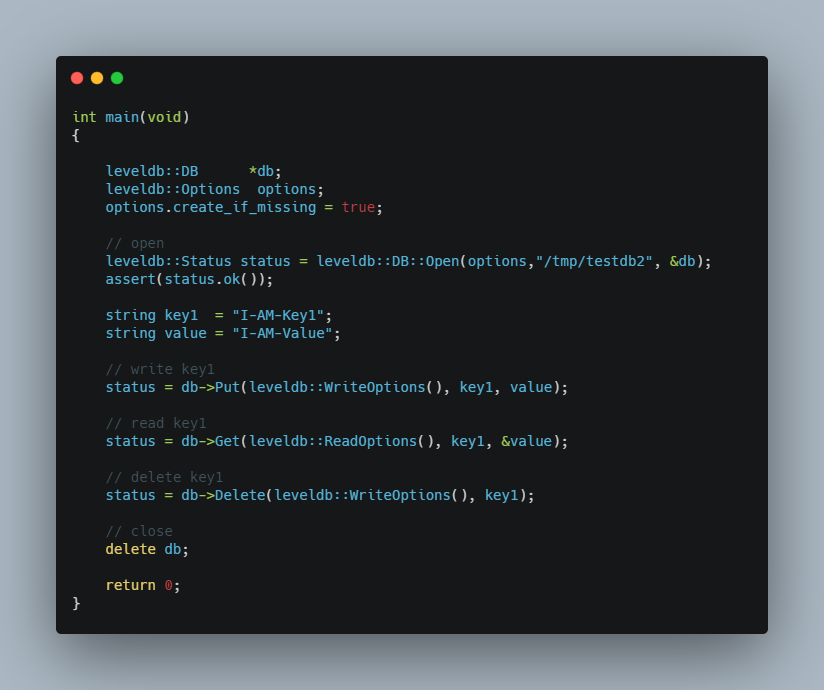 int main(void)
{
    leveldb::DB      *db;
    leveldb::Options  options;
    options.create_if_missing = true;
    // open
    leveldb::Status status = leveldb::DB::Open(options,"/tmp/testdb2", &db);
    assert(status.ok());
    string key1  = "I-AM-Key1";
    string value = "I-AM-Value";
    // write key1
    status = db->Put(leveldb::WriteOptions(), key1, value);
    // read key1
    status = db->Get(leveldb::ReadOptions(), key1, &value);
    // delete key1
    status = db->Delete(leveldb::WriteOptions(), key1);
    // close
    delete db;
    return 0;
}